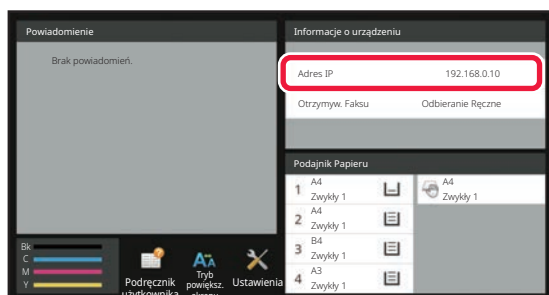 Powiadomienie
Brak powiadomień.
Informacje o urządzeniu
Adres IP 192.168.0.10
Otrzymyw. Faksu Odbieranie Ręczne
Podajnik Papieru
1 A4
Zwykły 1
A4
Zwykły 1
2 A4
Zwykły 1
3 B4
Zwykły 1
4 A3
Zwykły 1
Bk
C
M
Y
Podręcznik
użytkownika
Tryb
powiększ.
ekranu
Ustawienia